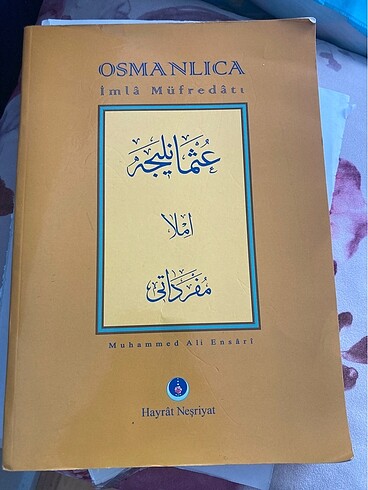 OSMANLICA
İmlâ Müfredâtı
عثمانليجه
املا
مفرداتى
Muhammed Ali Ensârî
Hayrât Neşriyat